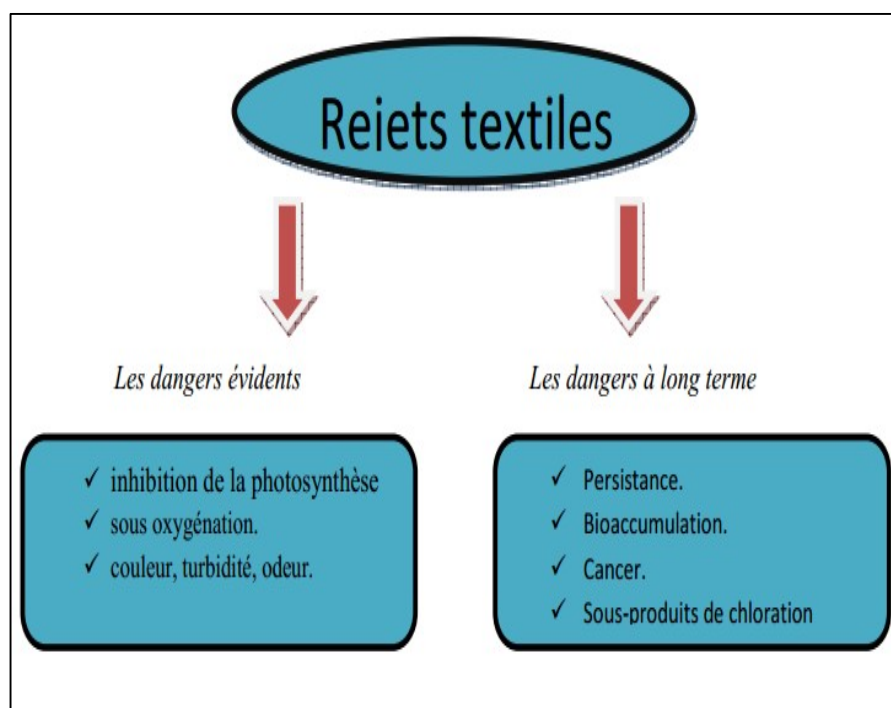 Rejets textiles
Les dangers évidents
✓ inhibition de la photosynthèse
✓ sous oxygénation.
✓ couleur, turbidité, odeur.
Les dangers à long terme
✓ Persistance.
✓ Bioaccumulation.
✓ Cancer.
✓ Sous-produits de chloration